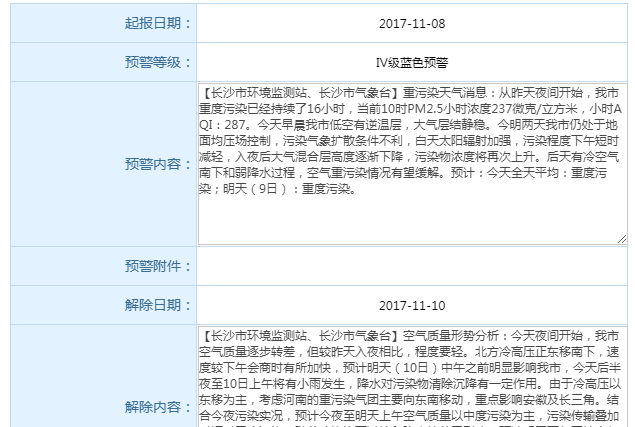 起报日期： 2017-11-08
预警等级： Ⅳ级蓝色预警
预警内容：
【长沙市环境监测站、长沙市气象台】重污染天气消息：从昨天夜间开始，我市
重度污染已经持续了16小时，当前10时PM2.5小时浓度237微克/立方米，小时A
QI：287。今天早晨我市低空有逆温层，大气层结静稳。今明两天我市仍处于地
面均压场控制，污染气象扩散条件不利，白天太阳辐射加强，污染程度下午短时
减轻，入夜后大气混合层高度逐渐下降，污染物浓度将再次上升。后天有冷空气
南下和弱降水过程，空气重污染情况有望缓解。预计：今天全天平均：重度污
染；明天（9日）：重度污染。
预警附件：
解除日期： 2017-11-10
解除内容：
【长沙市环境监测站、长沙市气象台】空气质量形势分析：今天夜间开始，我市
空气质量逐步转差，但较昨天入夜相比，程度要轻。北方冷高压正东移南下，速
度较下午会商时有所加快，预计明天（10日）中午之前明显影响我市，今天后半
夜至10日上午将有小雨发生，降水对污染物清除沉降有一定作用。由于冷高压以
东移为主，考虑河南的重污染气团主要向东南移动，重点影响安徽及长三角。结
合今夜污染实况，预计今夜至明天上午空气质量以中度污染为主，污染传输叠加